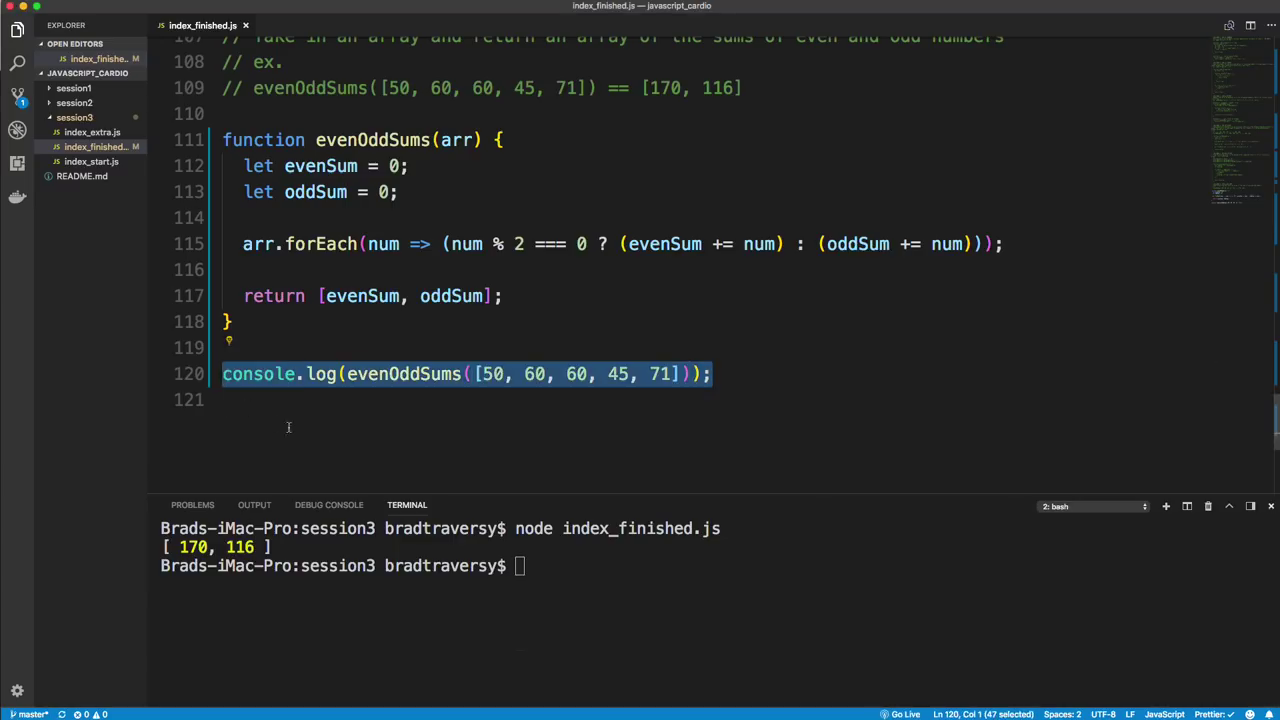 index_finished.js — javascript_cardio
EXPLORER
index_finished.js ×
OPEN EDITORS
index_finishe.. M
JAVASCRIPT_CARDIO
session1
session2
session3
index_extra.js
index_finished... M
index_start.js
README.md
1
107 // Take in an array and return an array of the sums of even and odd numbers
108 // ex.
109 // evenOddSums([50, 60, 60, 45, 71]) == [170, 116]
110
111 function evenOddSums(arr) {
112 let evenSum = 0;
113 let oddSum = 0;
114
115 arr.forEach(num => (num % 2 === 0 ? (evenSum += num) : (oddSum += num)));
116
117 return [evenSum, oddSum];
118 }
119
120 console.log(evenOddSums([50, 60, 60, 45, 71]));
121
PROBLEMS OUTPUT DEBUG CONSOLE TERMINAL 2: bash
Brads-iMac-Pro:session3 bradtraversy$ node index_finished.js
[ 170, 116 ]
Brads-iMac-Pro:session3 bradtraversy$
master* 0 0 Go Live Ln 120, Col 1 (47 selected) Spaces: 2 UTF-8 LF JavaScript Prettier: ✓